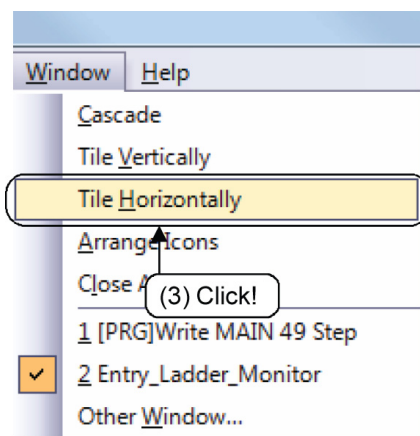 Window Help
Cascade
Tile Vertically
Tile Horizontally
Arrange Icons
Close A
(3) Click!
1 [PRG]Write MAIN 49 Step
2 Entry_Ladder_Monitor
Other Window...